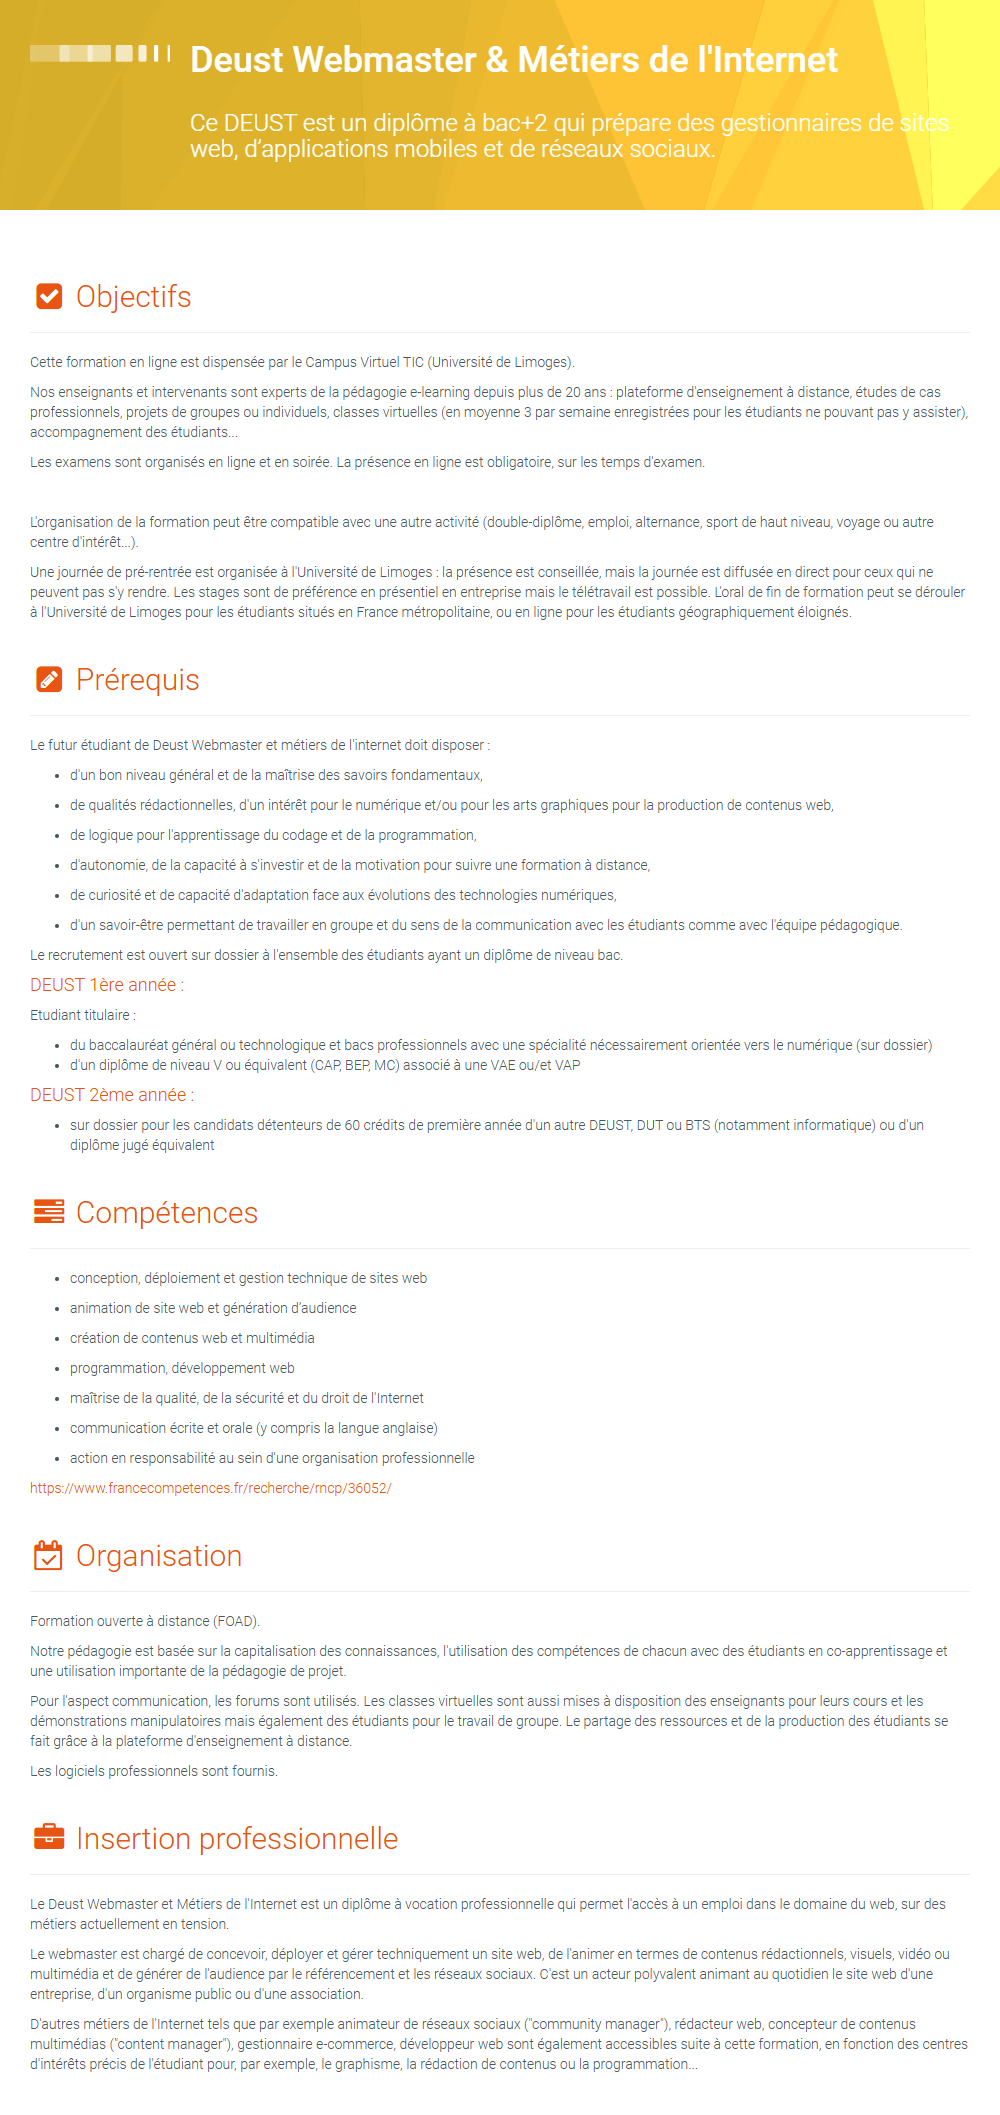 Deust Webmaster & Métiers de l'Internet
Ce DEUST est un diplôme à bac+2 qui prépare des gestionnaires de sites
web, d’applications mobiles et de réseaux sociaux.
Objectifs
Cette formation en ligne est dispensée par le Campus Virtuel TIC (Université de Limoges).
Nos enseignants et intervenants sont experts de la pédagogie e-learning depuis plus de 20 ans : plateforme d'enseignement à distance, études de cas
professionnels, projets de groupes ou individuels, classes virtuelles (en moyenne 3 par semaine enregistrées pour les étudiants ne pouvant pas y assister),
accompagnement des étudiants...
Les examens sont organisés en ligne et en soirée. La présence en ligne est obligatoire, sur les temps d'examen.
L'organisation de la formation peut être compatible avec une autre activité (double-diplôme, emploi, alternance, sport de haut niveau, voyage ou autre
centre d'intérêt...).
Une journée de pré-rentrée est organisée à l'Université de Limoges : la présence est conseillée, mais la journée est diffusée en direct pour ceux qui ne
peuvent pas s'y rendre. Les stages sont de préférence en présentiel en entreprise mais le télétravail est possible. L'oral de fin de formation peut se dérouler
à l'Université de Limoges pour les étudiants situés en France métropolitaine, ou en ligne pour les étudiants géographiquement éloignés.
Prérequis
Le futur étudiant de Deust Webmaster et métiers de l'internet doit disposer :
• d'un bon niveau général et de la maîtrise des savoirs fondamentaux,
• de qualités rédactionnelles, d'un intérêt pour le numérique et/ou pour les arts graphiques pour la production de contenus web,
• de logique pour l'apprentissage du codage et de la programmation,
• d'autonomie, de la capacité à s'investir et de la motivation pour suivre une formation à distance,
• de curiosité et de capacité d'adaptation face aux évolutions des technologies numériques,
• d'un savoir-être permettant de travailler en groupe et du sens de la communication avec les étudiants comme avec l'équipe pédagogique.
Le recrutement est ouvert sur dossier à l'ensemble des étudiants ayant un diplôme de niveau bac.
DEUST 1ère année :
Etudiant titulaire :
• du baccalauréat général ou technologique et bacs professionnels avec une spécialité nécessairement orientée vers le numérique (sur dossier)
• d'un diplôme de niveau V ou équivalent (CAP, BEP, MC) associé à une VAE ou/et VAP
DEUST 2ème année :
• sur dossier pour les candidats détenteurs de 60 crédits de première année d'un autre DEUST, DUT ou BTS (notamment informatique) ou d'un
diplôme jugé équivalent
Compétences
• conception, déploiement et gestion technique de sites web
• animation de site web et génération d’audience
• création de contenus web et multimédia
• programmation, développement web
• maîtrise de la qualité, de la sécurité et du droit de l'Internet
• communication écrite et orale (y compris la langue anglaise)
• action en responsabilité au sein d'une organisation professionnelle
https://www.francecompetences.fr/recherche/rncp/36052/
Organisation
Formation ouverte à distance (FOAD).
Notre pédagogie est basée sur la capitalisation des connaissances, l'utilisation des compétences de chacun avec des étudiants en co-apprentissage et
une utilisation importante de la pédagogie de projet.
Pour l'aspect communication, les forums sont utilisés. Les classes virtuelles sont aussi mises à disposition des enseignants pour leurs cours et les
démonstrations manipulatoires mais également des étudiants pour le travail de groupe. Le partage des ressources et de la production des étudiants se
fait grâce à la plateforme d'enseignement à distance.
Les logiciels professionnels sont fournis.
Insertion professionnelle
Le Deust Webmaster et Métiers de l'Internet est un diplôme à vocation professionnelle qui permet l'accès à un emploi dans le domaine du web, sur des
métiers actuellement en tension.
Le webmaster est chargé de concevoir, déployer et gérer techniquement un site web, de l'animer en termes de contenus rédactionnels, visuels, vidéo ou
multimédia et de générer de l'audience par le référencement et les réseaux sociaux. C'est un acteur polyvalent animant au quotidien le site web d'une
entreprise, d'un organisme public ou d'une association.
D'autres métiers de l'Internet tels que par exemple animateur de réseaux sociaux ("community manager"), rédacteur web, concepteur de contenus
multimédias ("content manager"), gestionnaire e-commerce, développeur web sont également accessibles suite à cette formation, en fonction des centres
d'intérêts précis de l'étudiant pour, par exemple, le graphisme, la rédaction de contenus ou la programmation...